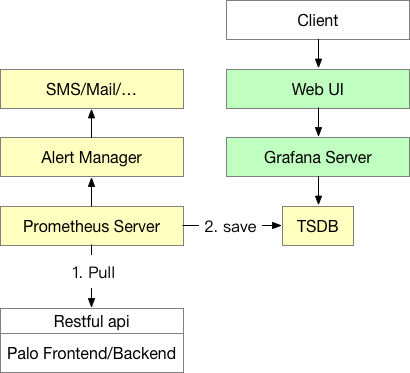 Client
SMS/Mail/…
Web UI
Alert Manager
Grafana Server
Prometheus Server
2. save
TSDB
1. Pull
Restful api
Palo Frontend/Backend